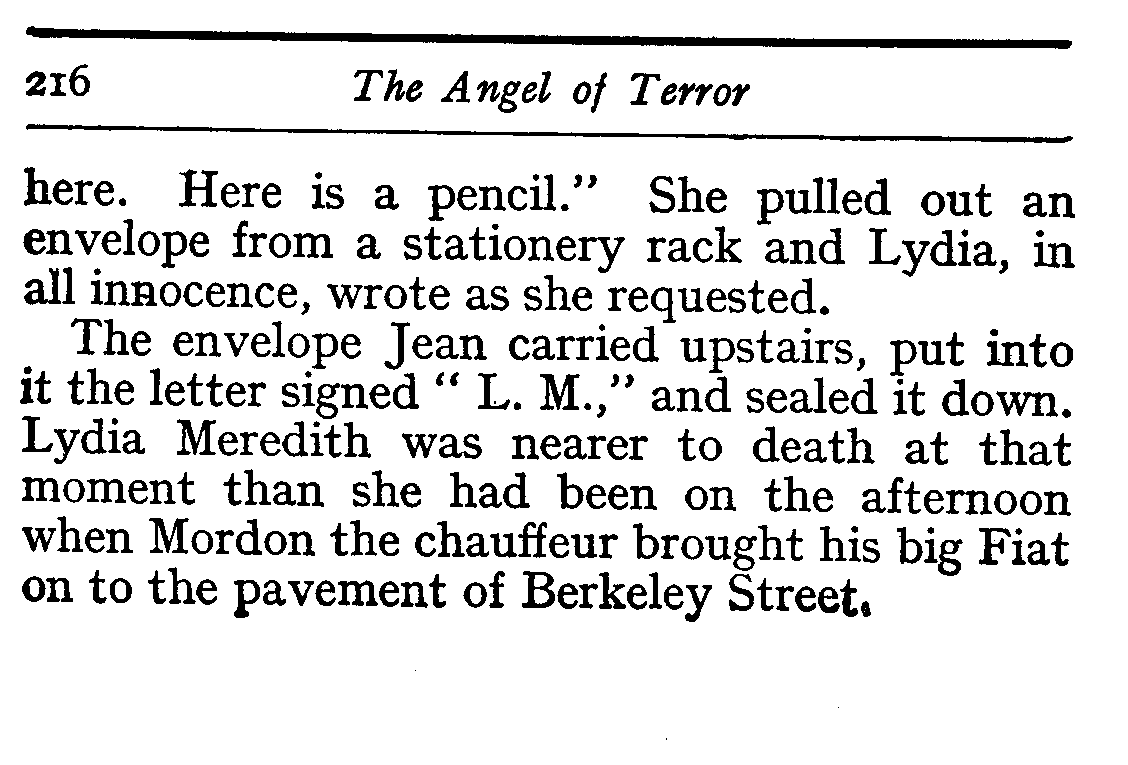 216 The Angel of Terror
here. Here is a pencil.” She pulled out an
envelope from a stationery rack and Lydia, in
all innocence, wrote as she requested.
The envelope Jean carried upstairs, put into
it the letter signed “ L. M.,” and sealed it down.
Lydia Meredith was nearer to death at that
moment than she had been on the afternoon
when Mordon the chauffeur brought his big Fiat
on to the pavement of Berkeley Street.